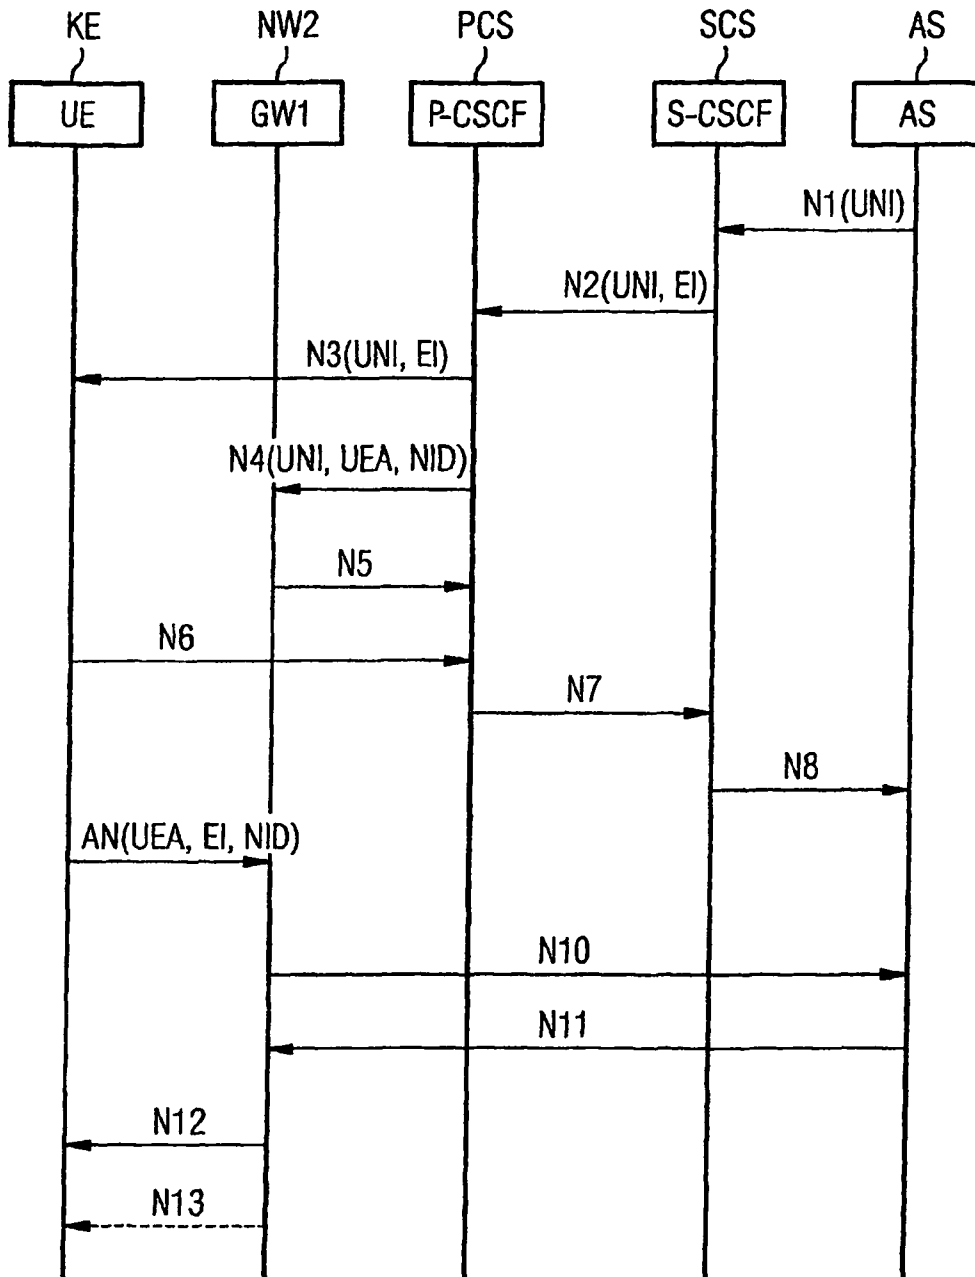 KE NW2 PCS SCS AS
UE GW1 P-CSCF S-CSCF AS
N1(UNI)
N2(UNI, EI)
N3(UNI, EI)
N4(UNI, UEA, NID)
N5
N6
N7
N8
AN(UEA, EI, NID)
N10
N11
N12
N13